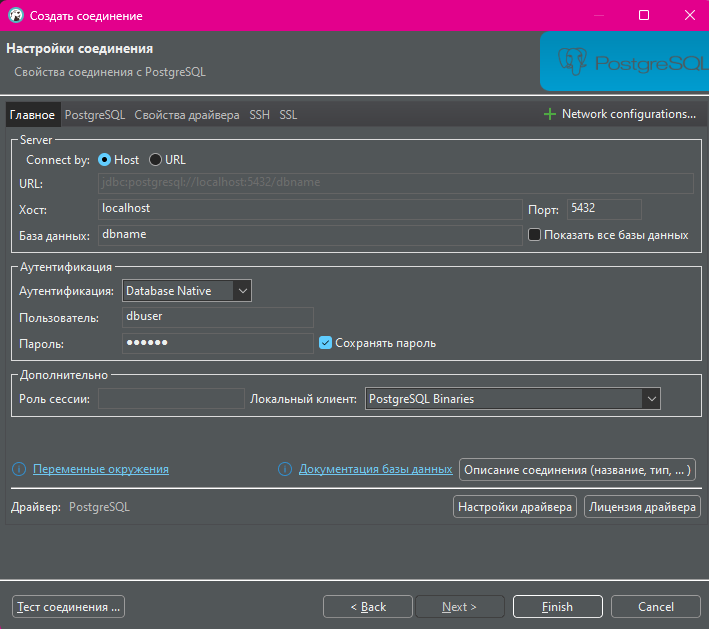 Создать соединение
Настройки соединения
Свойства соединения с PostgreSQL
PostgreSQL
Главное PostgreSQL Свойства драйвера SSH SSL Network configurations...
Server
Connect by: Host URL
URL: jdbc:postgresql://localhost:5432/dbname
Хост: localhost Порт: 5432
База данных: dbname Показать все базы данных
Аутентификация
Аутентификация: Database Native
Пользователь: dbuser
Пароль: •••••• Сохранять пароль
Дополнительно
Роль сессии: Локальный клиент: PostgreSQL Binaries
Переменные окружения Документация базы данных Описание соединения (название, тип, ... )
Драйвер: PostgreSQL Настройки драйвера Лицензия драйвера
Тест соединения ... < Back Next > Finish Cancel